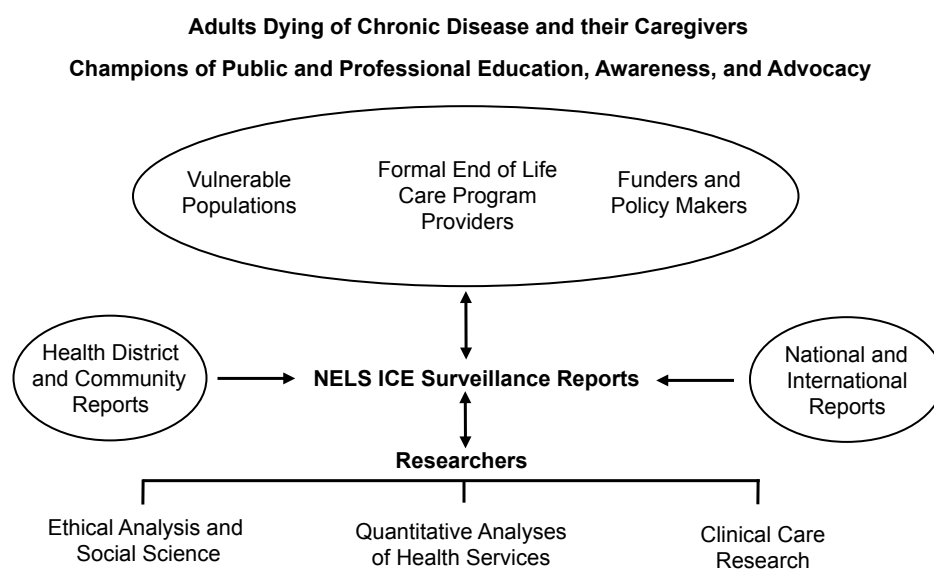 Adults Dying of Chronic Disease and their Caregivers
Champions of Public and Professional Education, Awareness, and Advocacy
Vulnerable
Populations
Formal End of Life
Care Program
Providers
Funders and
Policy Makers
Health District
and Community
Reports
NELS ICE Surveillance Reports
National and
International
Reports
Researchers
Ethical Analysis and
Social Science
Quantitative Analyses
of Health Services
Clinical Care
Research